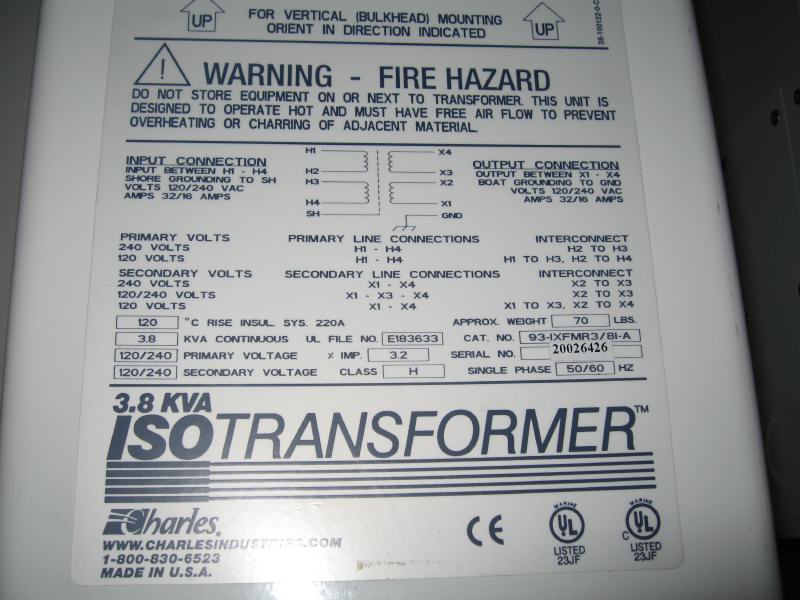 UP
FOR VERTICAL (BULKHEAD) MOUNTING
ORIENT IN DIRECTION INDICATED
UP
WARNING - FIRE HAZARD
DO NOT STORE EQUIPMENT ON OR NEXT TO TRANSFORMER. THIS UNIT IS
DESIGNED TO OPERATE HOT AND MUST HAVE FREE AIR FLOW TO PREVENT
OVERHEATING OR CHARRING OF ADJACENT MATERIAL.
INPUT CONNECTION
INPUT BETWEEN H1 - H4
SHORE GROUNDING TO SH
VOLTS 120/240 VAC
AMPS 32/16 AMPS
H1
H2
H3
H4
SH
X4
X3
X2
X1
GND
OUTPUT CONNECTION
OUTPUT BETWEEN X1 - X4
BOAT GROUNDING TO GND
VOLTS 120/240 VAC
AMPS 32/16 AMPS
PRIMARY VOLTS PRIMARY LINE CONNECTIONS INTERCONNECT
240 VOLTS H1 - H4 H2 TO H3
120 VOLTS H1 - H4 H1 TO H3, H2 TO H4
SECONDARY VOLTS SECONDARY LINE CONNECTIONS INTERCONNECT
240 VOLTS X1 - X4 X2 TO X3
120/240 VOLTS X1 - X3 - X4 X2 TO X3
120 VOLTS X1 - X4 X1 TO X3, X2 TO X4
120 °C RISE INSUL. SYS. 220A APPROX. WEIGHT 70 LBS.
3.8 KVA CONTINUOUS UL FILE NO. E183633 CAT. NO. 93-IXFMR3/8I-A
120/240 PRIMARY VOLTAGE % IMP. 3.2 SERIAL NO. 20026426
120/240 SECONDARY VOLTAGE CLASS H SINGLE PHASE 50/60 HZ
3.8 KVA
ISOTRANSFORMER™
Charles
WWW.CHARLESINDUSTRIES.COM
1-800-830-6523
MADE IN U.S.A.
CE
MARINE
UL
LISTED
23JF
MARINE
C UL
LISTED
23JF